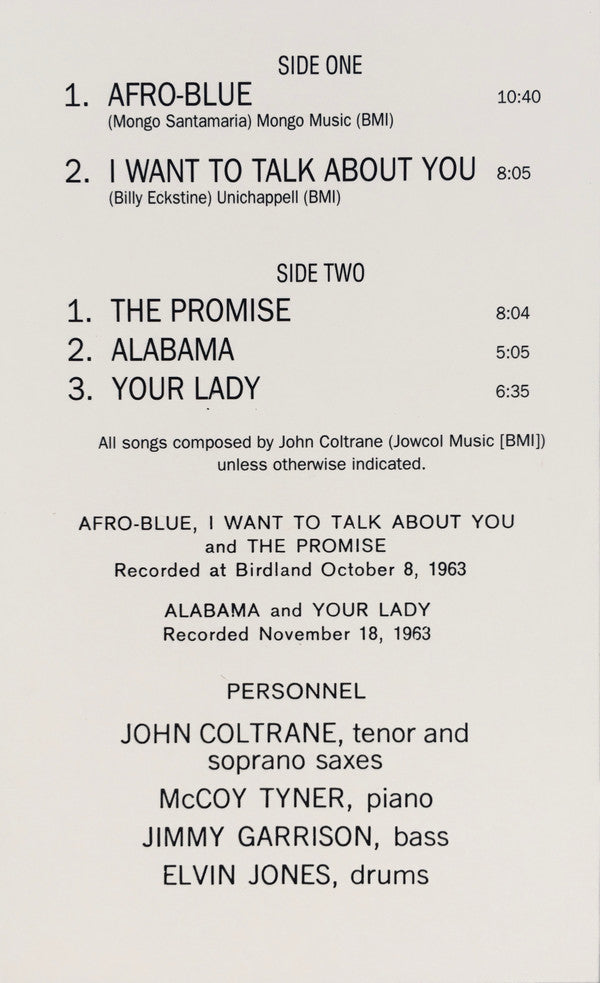 SIDE ONE
1. AFRO-BLUE 10:40
(Mongo Santamaria) Mongo Music (BMI)
2. I WANT TO TALK ABOUT YOU 8:05
(Billy Eckstine) Unichappell (BMI)
SIDE TWO
1. THE PROMISE 8:04
2. ALABAMA 5:05
3. YOUR LADY 6:35
All songs composed by John Coltrane (Jowcol Music [BMI])
unless otherwise indicated.
AFRO-BLUE, I WANT TO TALK ABOUT YOU
and THE PROMISE
Recorded at Birdland October 8, 1963
ALABAMA and YOUR LADY
Recorded November 18, 1963
PERSONNEL
JOHN COLTRANE, tenor and
soprano saxes
McCOY TYNER, piano
JIMMY GARRISON, bass
ELVIN JONES, drums